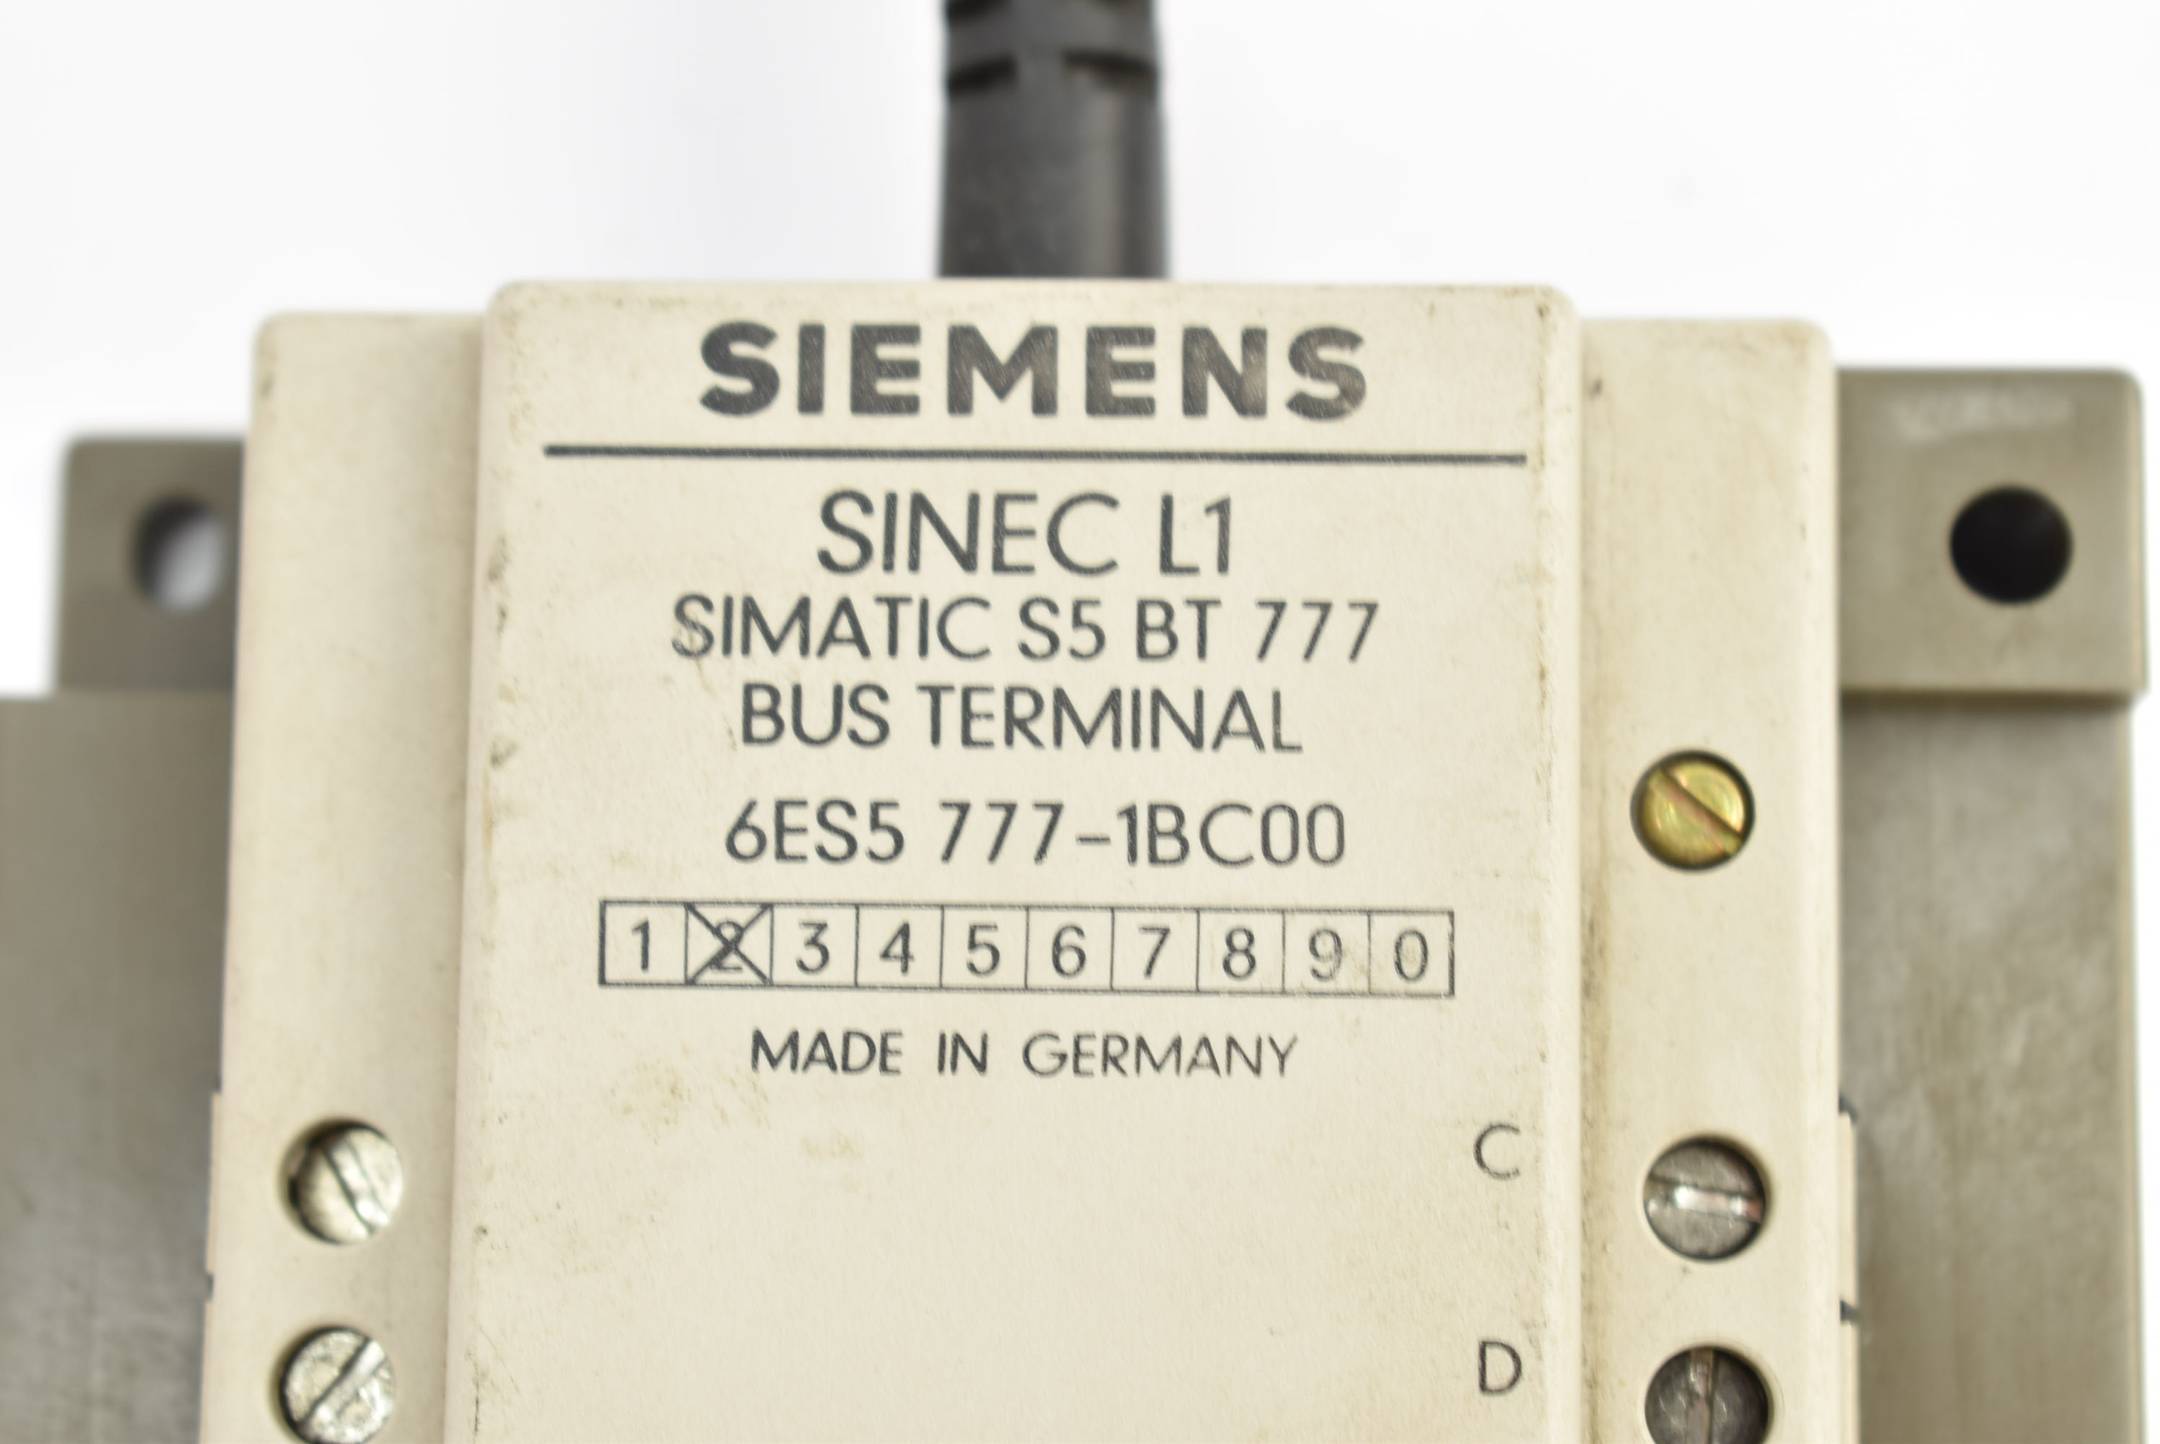 SIEMENS
SINEC L1
SIMATIC S5 BT 777
BUS TERMINAL
6ES5 777-1BC00
1 2 3 4 5 6 7 8 9 0
MADE IN GERMANY
C
D